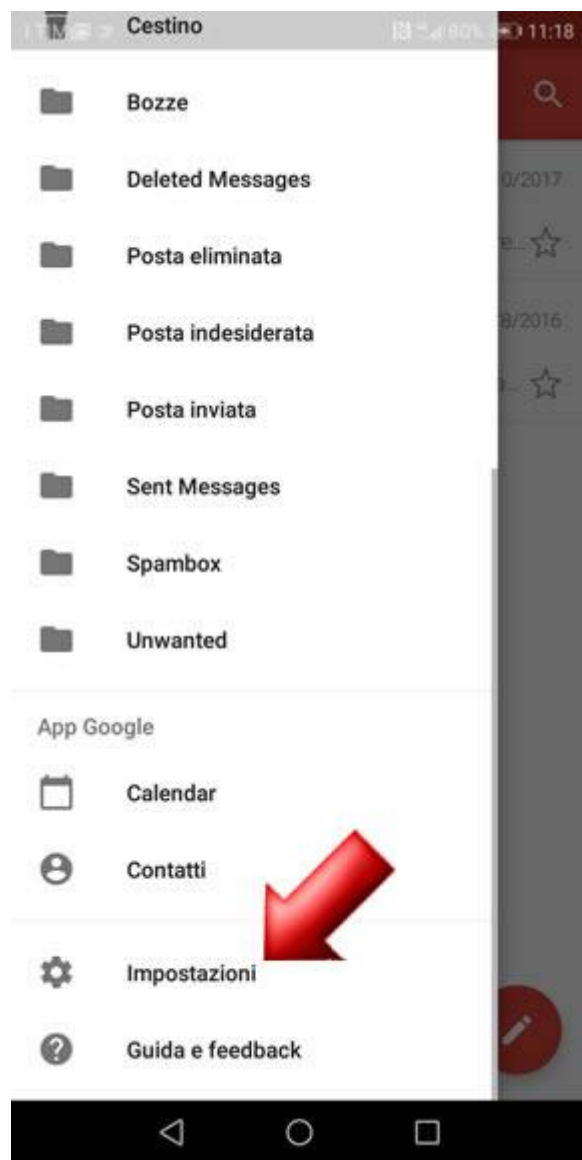 Cestino
11:18
Bozze
Deleted Messages
0/2017
Posta eliminata
Posta indesiderata
8/2016
Posta inviata
Sent Messages
Spambox
Unwanted
App Google
Calendar
Contatti
Impostazioni
Guida e feedback